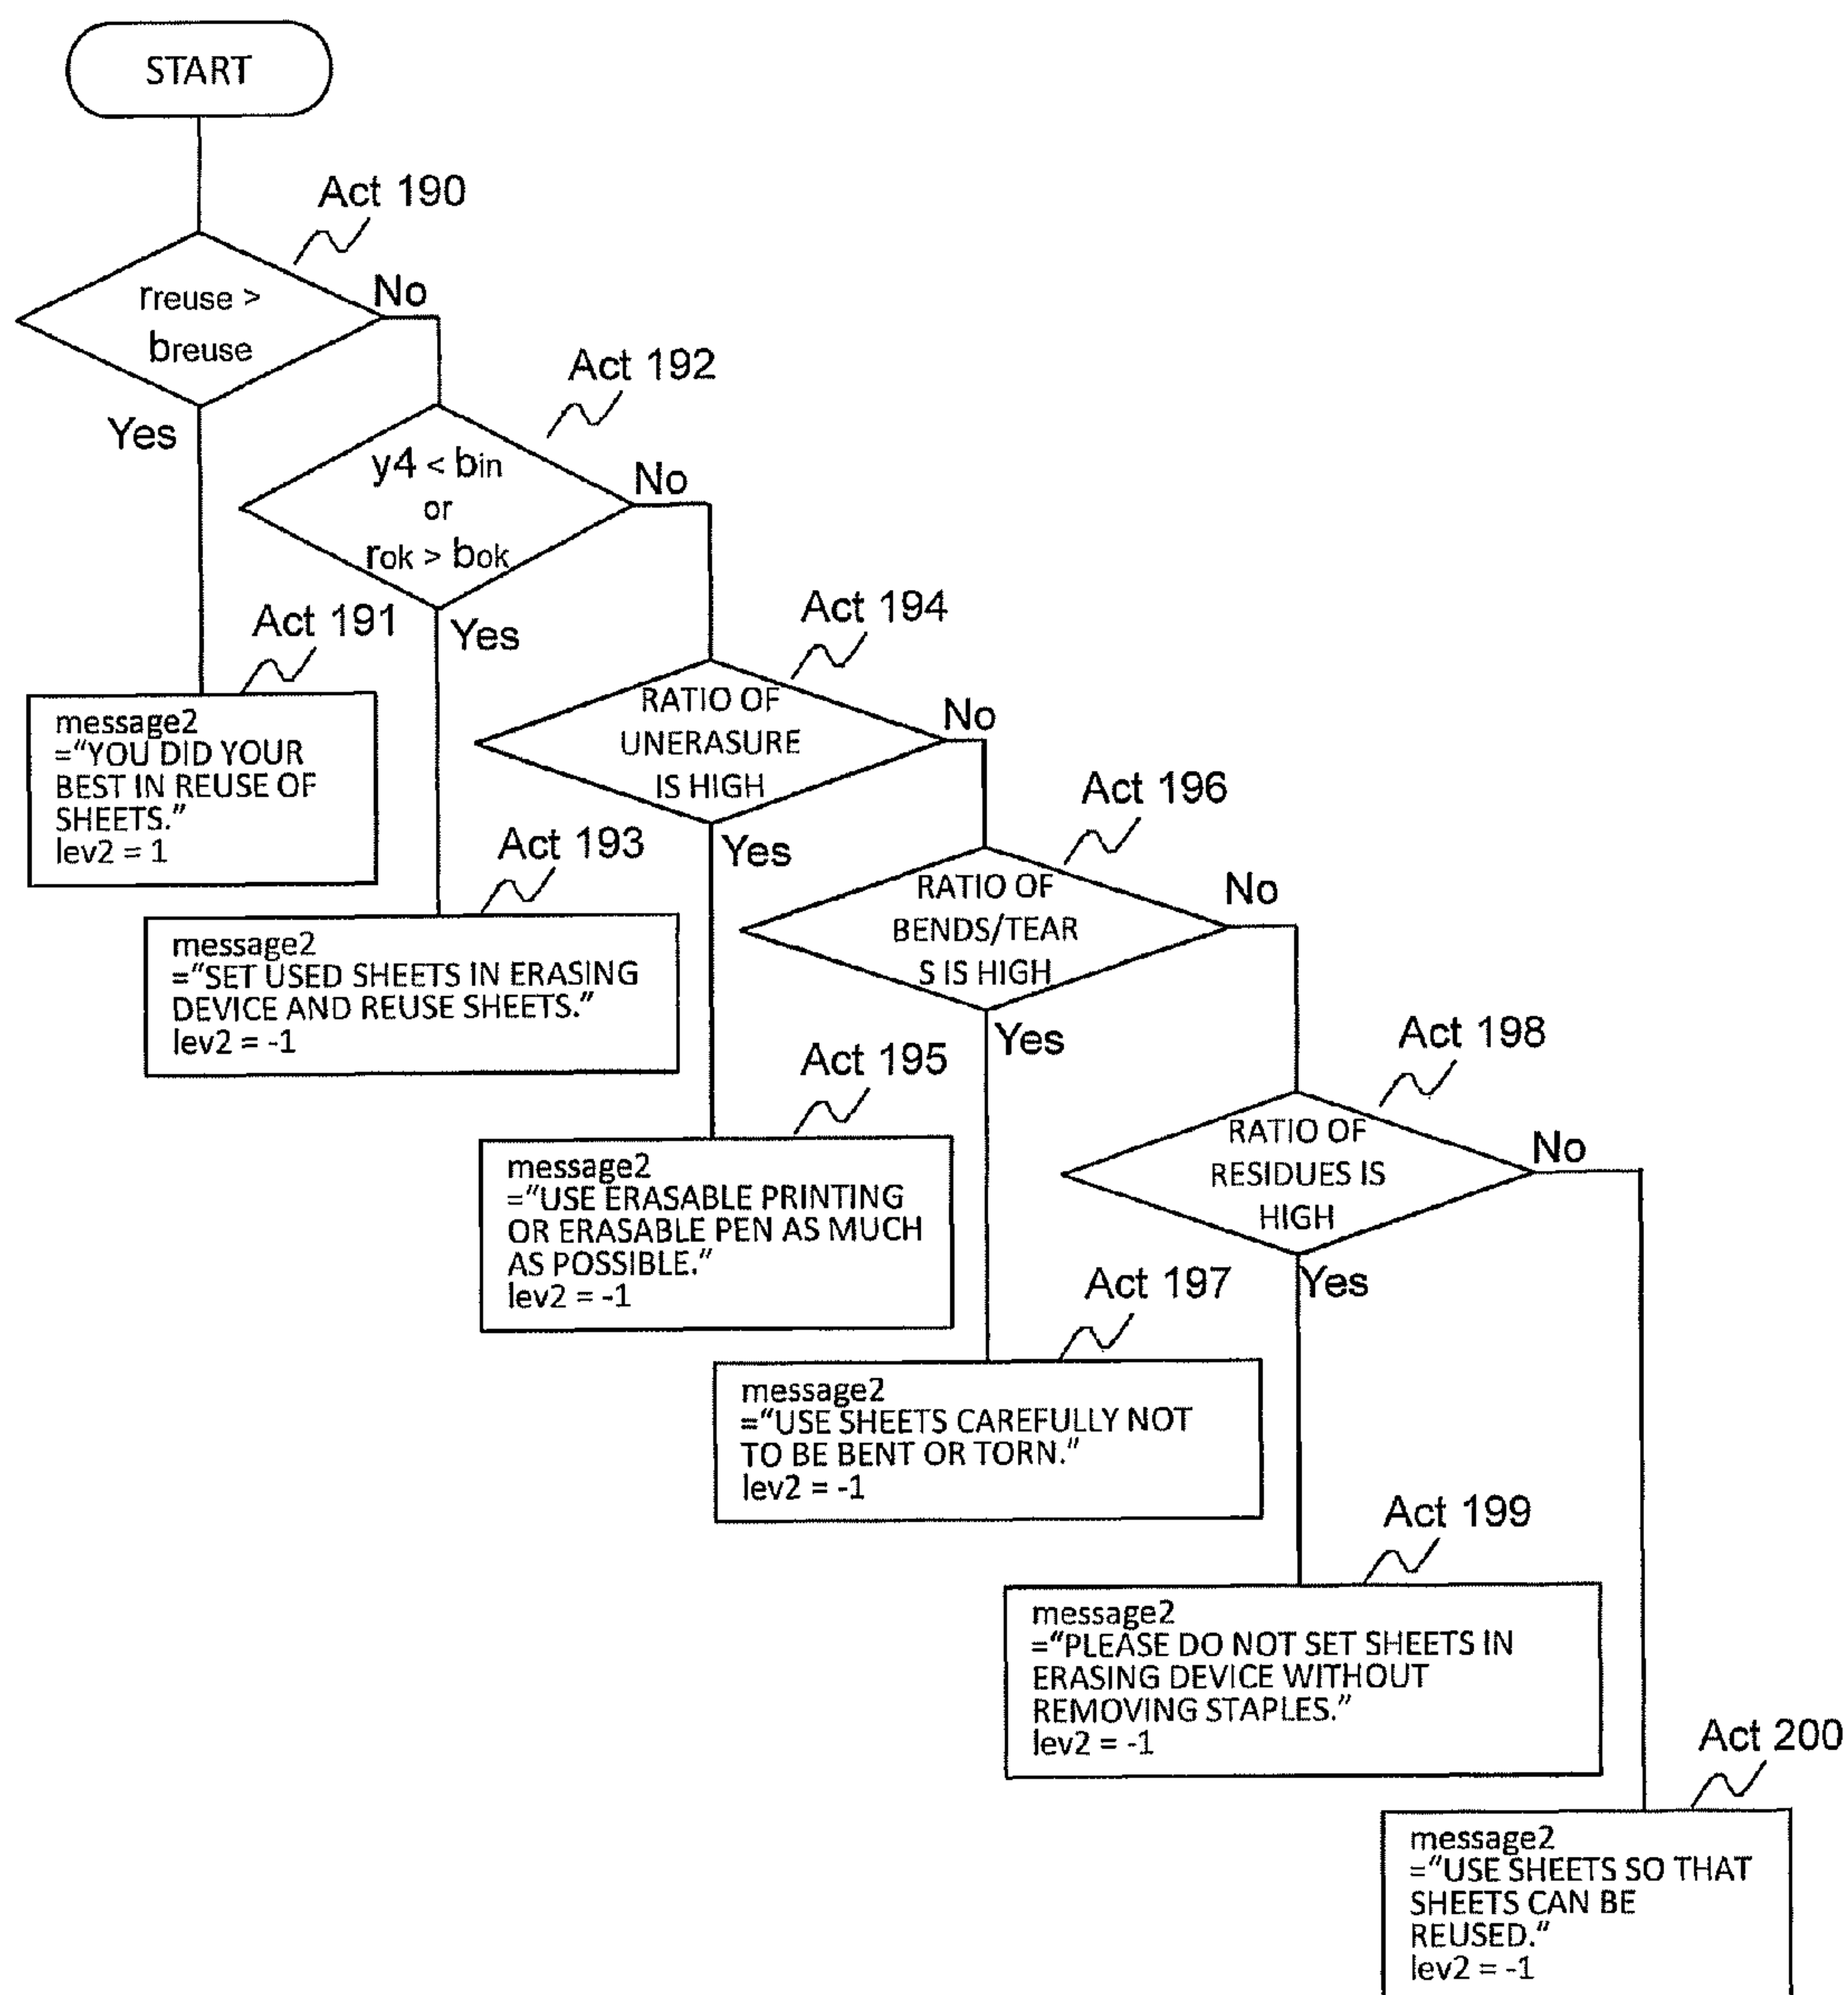 START
Act 190
rreuse >
breuse
No
Yes
Act 192
y4 < bin
or
rok > bok
No
Yes
Act 191
message2
="YOU DID YOUR
BEST IN REUSE OF
SHEETS."
lev2 = 1
Act 194
RATIO OF
UNERASURE
IS HIGH
No
Yes
Act 193
message2
="SET USED SHEETS IN ERASING
DEVICE AND REUSE SHEETS."
lev2 = -1
Act 196
RATIO OF
BENDS/TEAR
S IS HIGH
No
Yes
Act 195
message2
="USE ERASABLE PRINTING
OR ERASABLE PEN AS MUCH
AS POSSIBLE."
lev2 = -1
Act 198
RATIO OF
RESIDUES IS
HIGH
No
Yes
Act 197
message2
="USE SHEETS CAREFULLY NOT
TO BE BENT OR TORN."
lev2 = -1
Act 199
message2
="PLEASE DO NOT SET SHEETS IN
ERASING DEVICE WITHOUT
REMOVING STAPLES."
lev2 = -1
Act 200
message2
="USE SHEETS SO THAT
SHEETS CAN BE
REUSED."
lev2 = -1